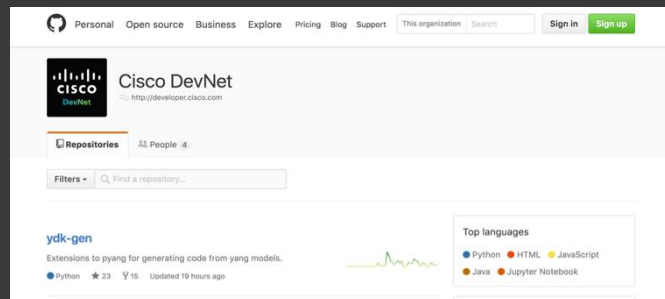 Personal Open source Business Explore Pricing Blog Support This organization Search Sign in Sign up
CISCO
DevNet
Cisco DevNet
http://developer.cisco.com
Repositories People 4
Filters Find a repository...
ydk-gen
Extensions to pyang for generating code from yang models.
Python 23 15 Updated 19 hours ago
Top languages
Python HTML JavaScript
Java Jupyter Notebook